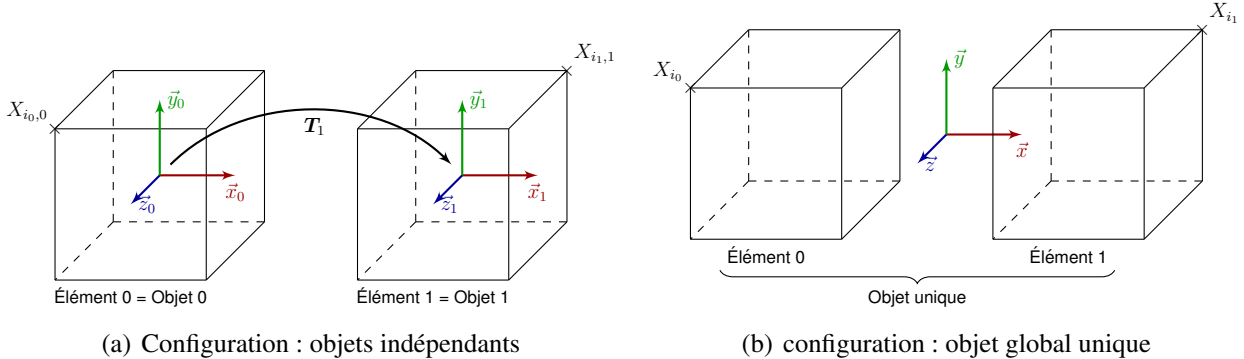 X_{i_0,0}
X_{i_1,1}
\vec{y}_0
\vec{x}_0
\vec{z}_0
T_1
\vec{y}_1
\vec{x}_1
\vec{z}_1
Élément 0 = Objet 0
Élément 1 = Objet 1
(a) Configuration : objets indépendants
X_{i_0}
X_{i_1}
\vec{y}
\vec{x}
\vec{z}
Élément 0
Élément 1
Objet unique
(b) configuration : objet global unique